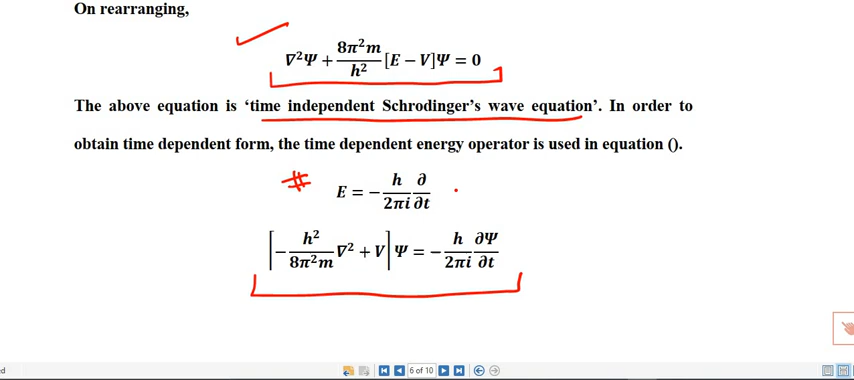 On rearranging,
∇²Ψ + 8π²m/h² [E − V]Ψ = 0
The above equation is ‘time independent Schrodinger’s wave equation’. In order to
obtain time dependent form, the time dependent energy operator is used in equation ().
# E = − h/2πi ∂/∂t
[− h²/8π²m ∇² + V] Ψ = − h/2πi ∂Ψ/∂t
ed
6 of 10